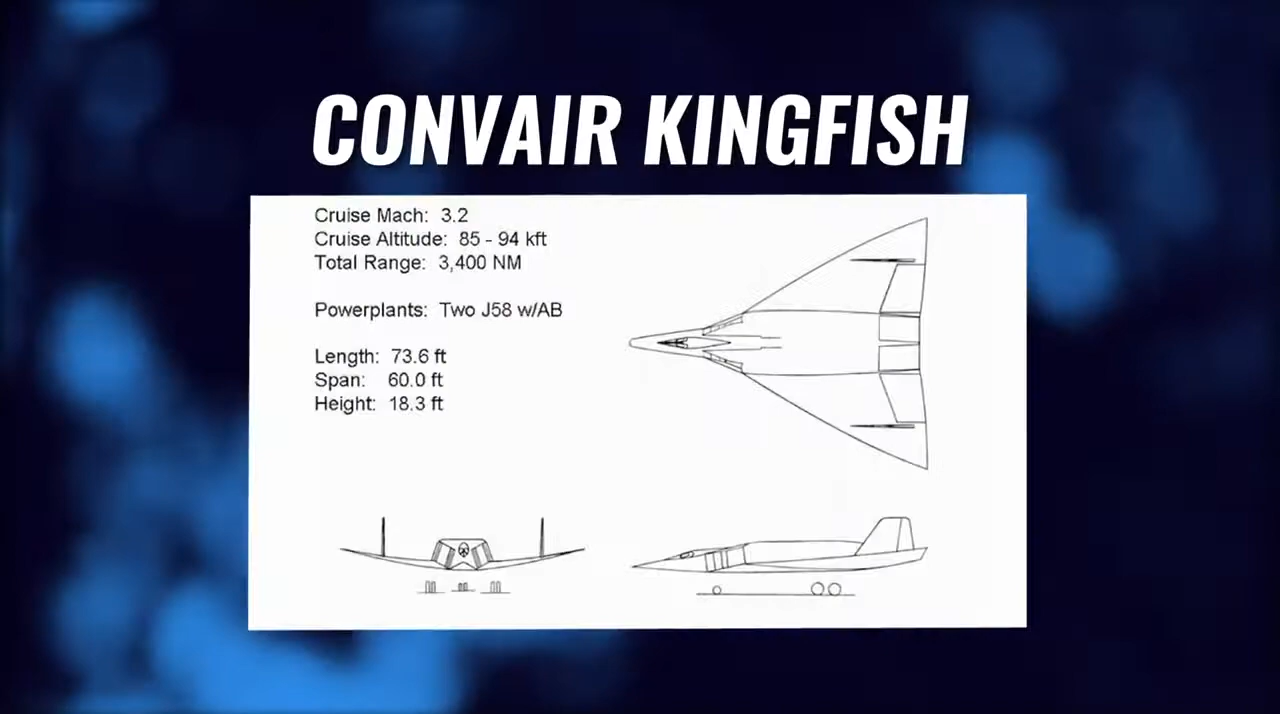 CONVAIR KINGFISH
Cruise Mach: 3.2
Cruise Altitude: 85 - 94 kft
Total Range: 3,400 NM
Powerplants: Two J58 w/AB
Length: 73.6 ft
Span: 60.0 ft
Height: 18.3 ft